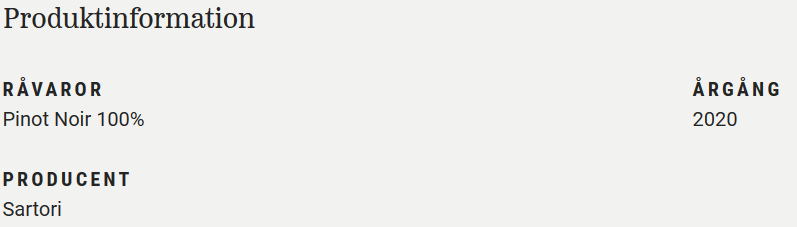 Produktinformation
RÅVAROR
Pinot Noir 100%
ÅRGÅNG
2020
PRODUCENT
Sartori